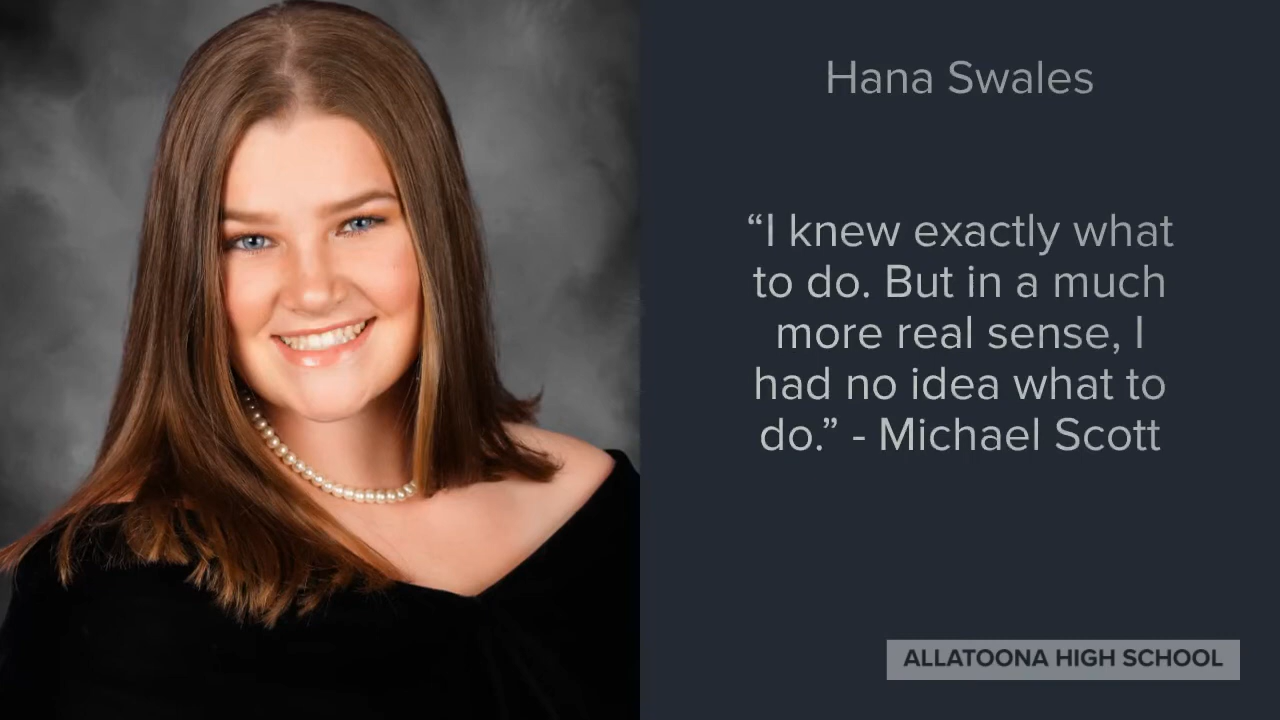 Hana Swales
“I knew exactly what
to do. But in a much
more real sense, I
had no idea what to
do.” - Michael Scott
ALLATOONA HIGH SCHOOL